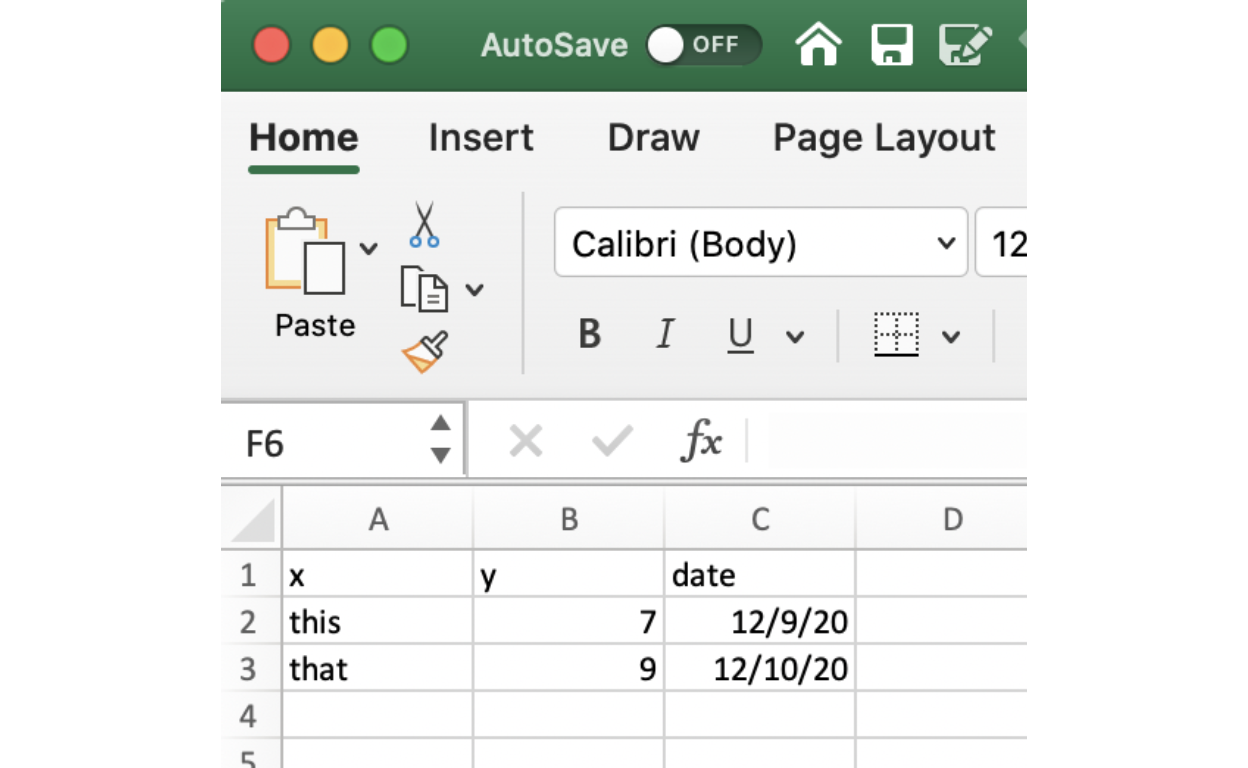 AutoSave OFF
Home Insert Draw Page Layout
Calibri (Body) 12
Paste
B I U
F6 fx
A B C D
1 x y date
2 this 7 12/9/20
3 that 9 12/10/20
4
5